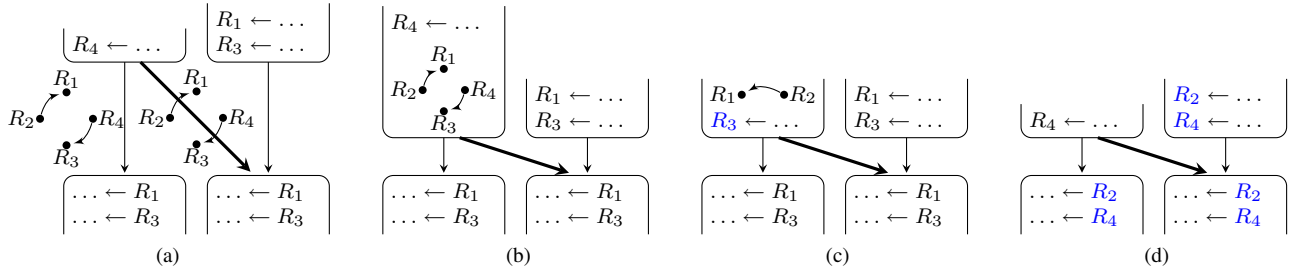 R₄ ← …
R₁ ← …
R₃ ← …
R₁
R₂
R₄
R₃
R₁
R₂
R₄
R₃
… ← R₁
… ← R₃
… ← R₁
… ← R₃
(a)
R₄ ← …
R₁
R₂
R₄
R₃
R₁ ← …
R₃ ← …
… ← R₁
… ← R₃
… ← R₁
… ← R₃
(b)
R₁ R₂
R₃ ← …
R₁ ← …
R₃ ← …
… ← R₁
… ← R₃
… ← R₁
… ← R₃
(c)
R₄ ← …
R₂ ← …
R₄ ← …
… ← R₂
… ← R₄
… ← R₂
… ← R₄
(d)